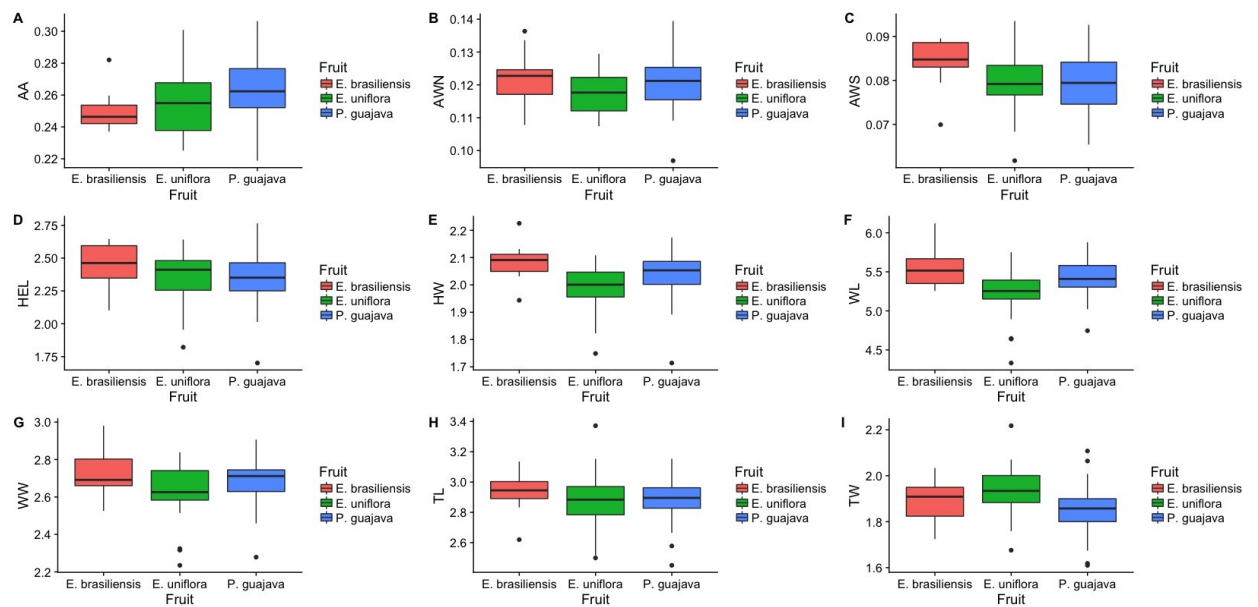 A
0.30
0.28
0.26
0.24
0.22
AA
E. brasiliensis E. uniflora P. guajava
Fruit
Fruit
E. brasiliensis
E. uniflora
P. guajava
B
0.14
0.13
0.12
0.11
0.10
AWN
E. brasiliensis E. uniflora P. guajava
Fruit
Fruit
E. brasiliensis
E. uniflora
P. guajava
C
0.09
0.08
0.07
AWS
E. brasiliensis E. uniflora P. guajava
Fruit
Fruit
E. brasiliensis
E. uniflora
P. guajava
D
2.75
2.50
2.25
2.00
1.75
HEL
E. brasiliensis E. uniflora P. guajava
Fruit
Fruit
E. brasiliensis
E. uniflora
P. guajava
E
2.2
2.1
2.0
1.9
1.8
1.7
HW
E. brasiliensis E. uniflora P. guajava
Fruit
Fruit
E. brasiliensis
E. uniflora
P. guajava
F
6.0
5.5
5.0
4.5
WL
E. brasiliensis E. uniflora P. guajava
Fruit
Fruit
E. brasiliensis
E. uniflora
P. guajava
G
3.0
2.8
2.6
2.4
2.2
WW
E. brasiliensis E. uniflora P. guajava
Fruit
Fruit
E. brasiliensis
E. uniflora
P. guajava
H
3.4
3.2
3.0
2.8
2.6
TL
E. brasiliensis E. uniflora P. guajava
Fruit
Fruit
E. brasiliensis
E. uniflora
P. guajava
I
2.2
2.0
1.8
1.6
TW
E. brasiliensis E. uniflora P. guajava
Fruit
Fruit
E. brasiliensis
E. uniflora
P. guajava